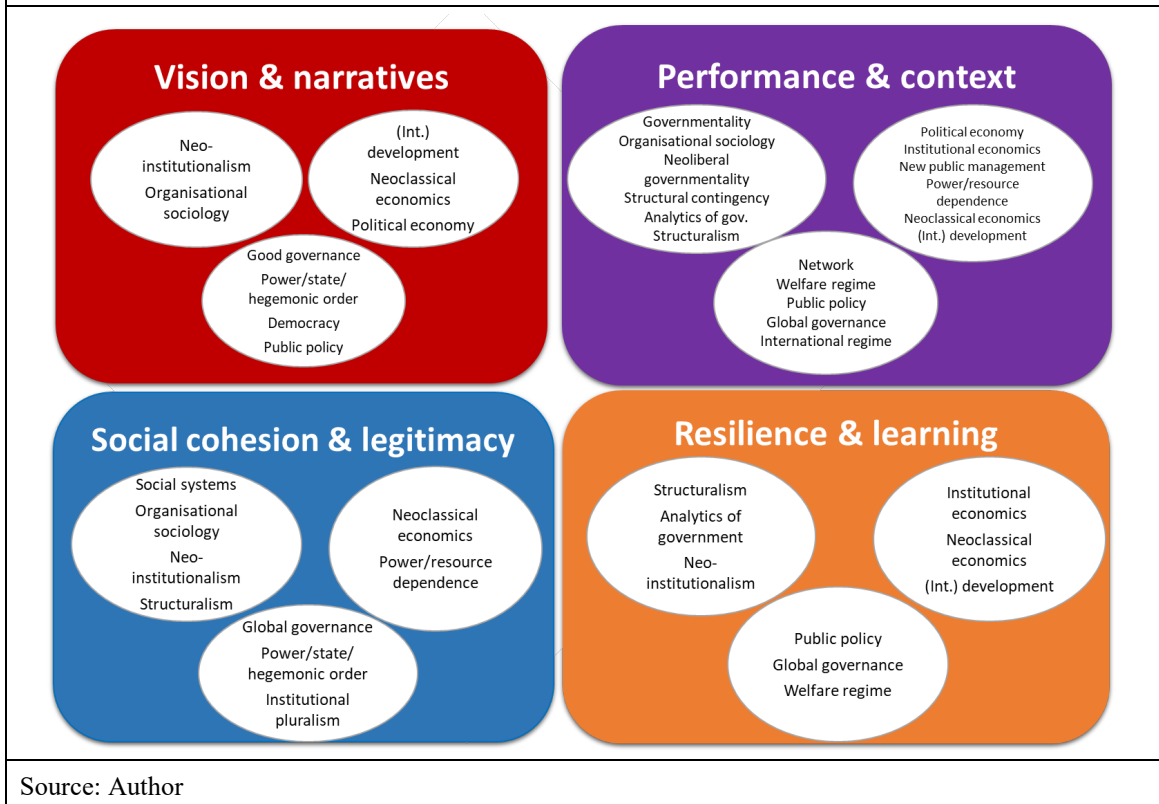 Vision & narratives
Neo-
institutionalism
Organisational
sociology
(Int.)
development
Neoclassical
economics
Political economy
Good governance
Power/state/
hegemonic order
Democracy
Public policy
Performance & context
Governmentality
Organisational sociology
Neoliberal
governmentality
Structural contingency
Analytics of gov.
Structuralism
Political economy
Institutional economics
New public management
Power/resource
dependence
Neoclassical economics
(Int.) development
Network
Welfare regime
Public policy
Global governance
International regime
Social cohesion & legitimacy
Social systems
Organisational
sociology
Neo-
institutionalism
Structuralism
Neoclassical
economics
Power/resource
dependence
Global governance
Power/state/
hegemonic order
Institutional
pluralism
Resilience & learning
Structuralism
Analytics of
government
Neo-
institutionalism
Institutional
economics
Neoclassical
economics
(Int.) development
Public policy
Global governance
Welfare regime
Source: Author